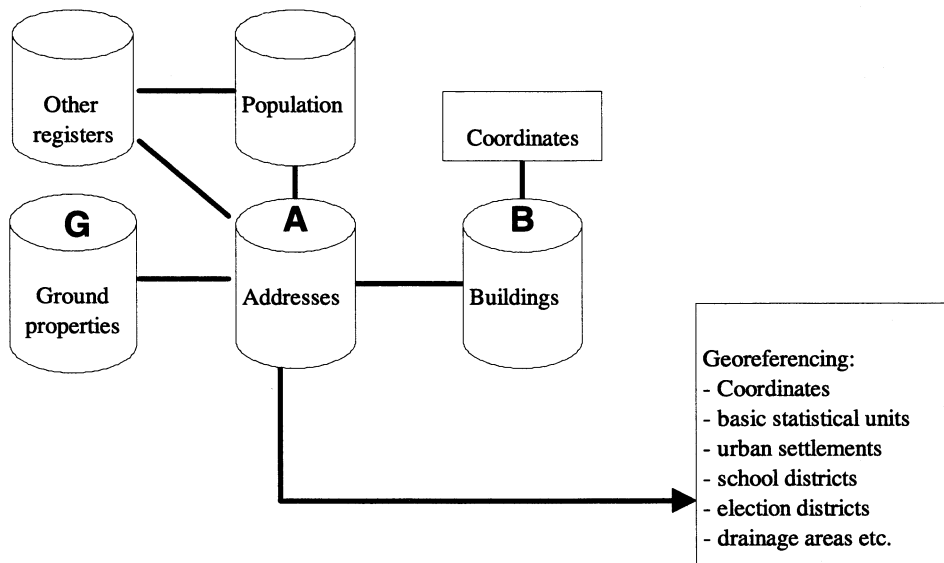 Other
registers
Population
Coordinates
G
Ground
properties
A
Addresses
B
Buildings
Georeferencing:
- Coordinates
- basic statistical units
- urban settlements
- school districts
- election districts
- drainage areas etc.